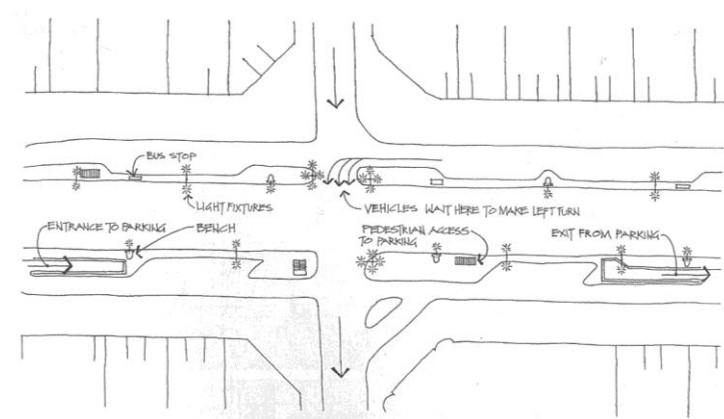 BUS STOP
LIGHT FIXTURES
VEHICLES WAIT HERE TO MAKE LEFT TURN
ENTRANCE TO PARKING
BENCH
PEDESTRIAN ACCESS
TO PARKING
EXIT FROM PARKING